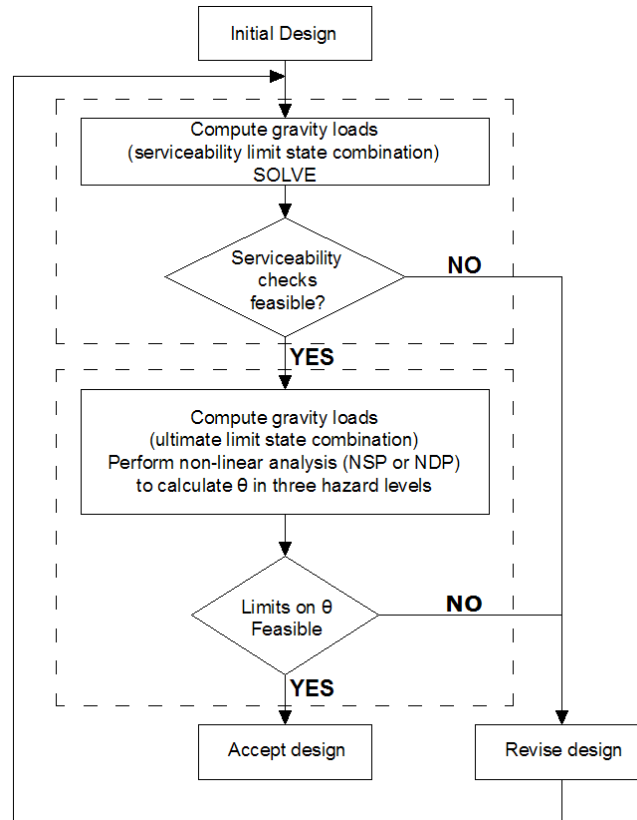 Initial Design
Compute gravity loads
(serviceability limit state combination)
SOLVE
Serviceability
checks
feasible?
NO
YES
Compute gravity loads
(ultimate limit state combination)
Perform non-linear analysis (NSP or NDP)
to calculate θ in three hazard levels
Limits on θ
Feasible
NO
YES
Accept design
Revise design